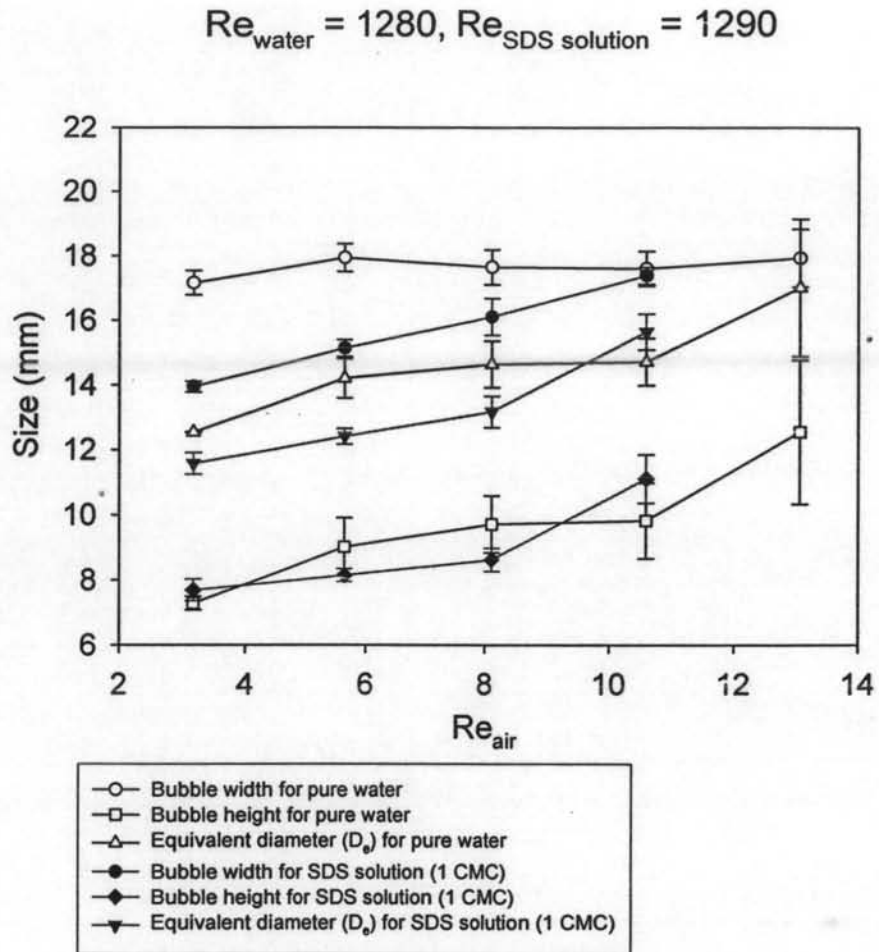 Re_water = 1280, Re_SDS solution = 1290
22
20
18
16
14
12
10
8
6
Size (mm)
2 4 6 8 10 12 14
Re_air
Bubble width for pure water
Bubble height for pure water
Equivalent diameter (D_e) for pure water
Bubble width for SDS solution (1 CMC)
Bubble height for SDS solution (1 CMC)
Equivalent diameter (D_e) for SDS solution (1 CMC)